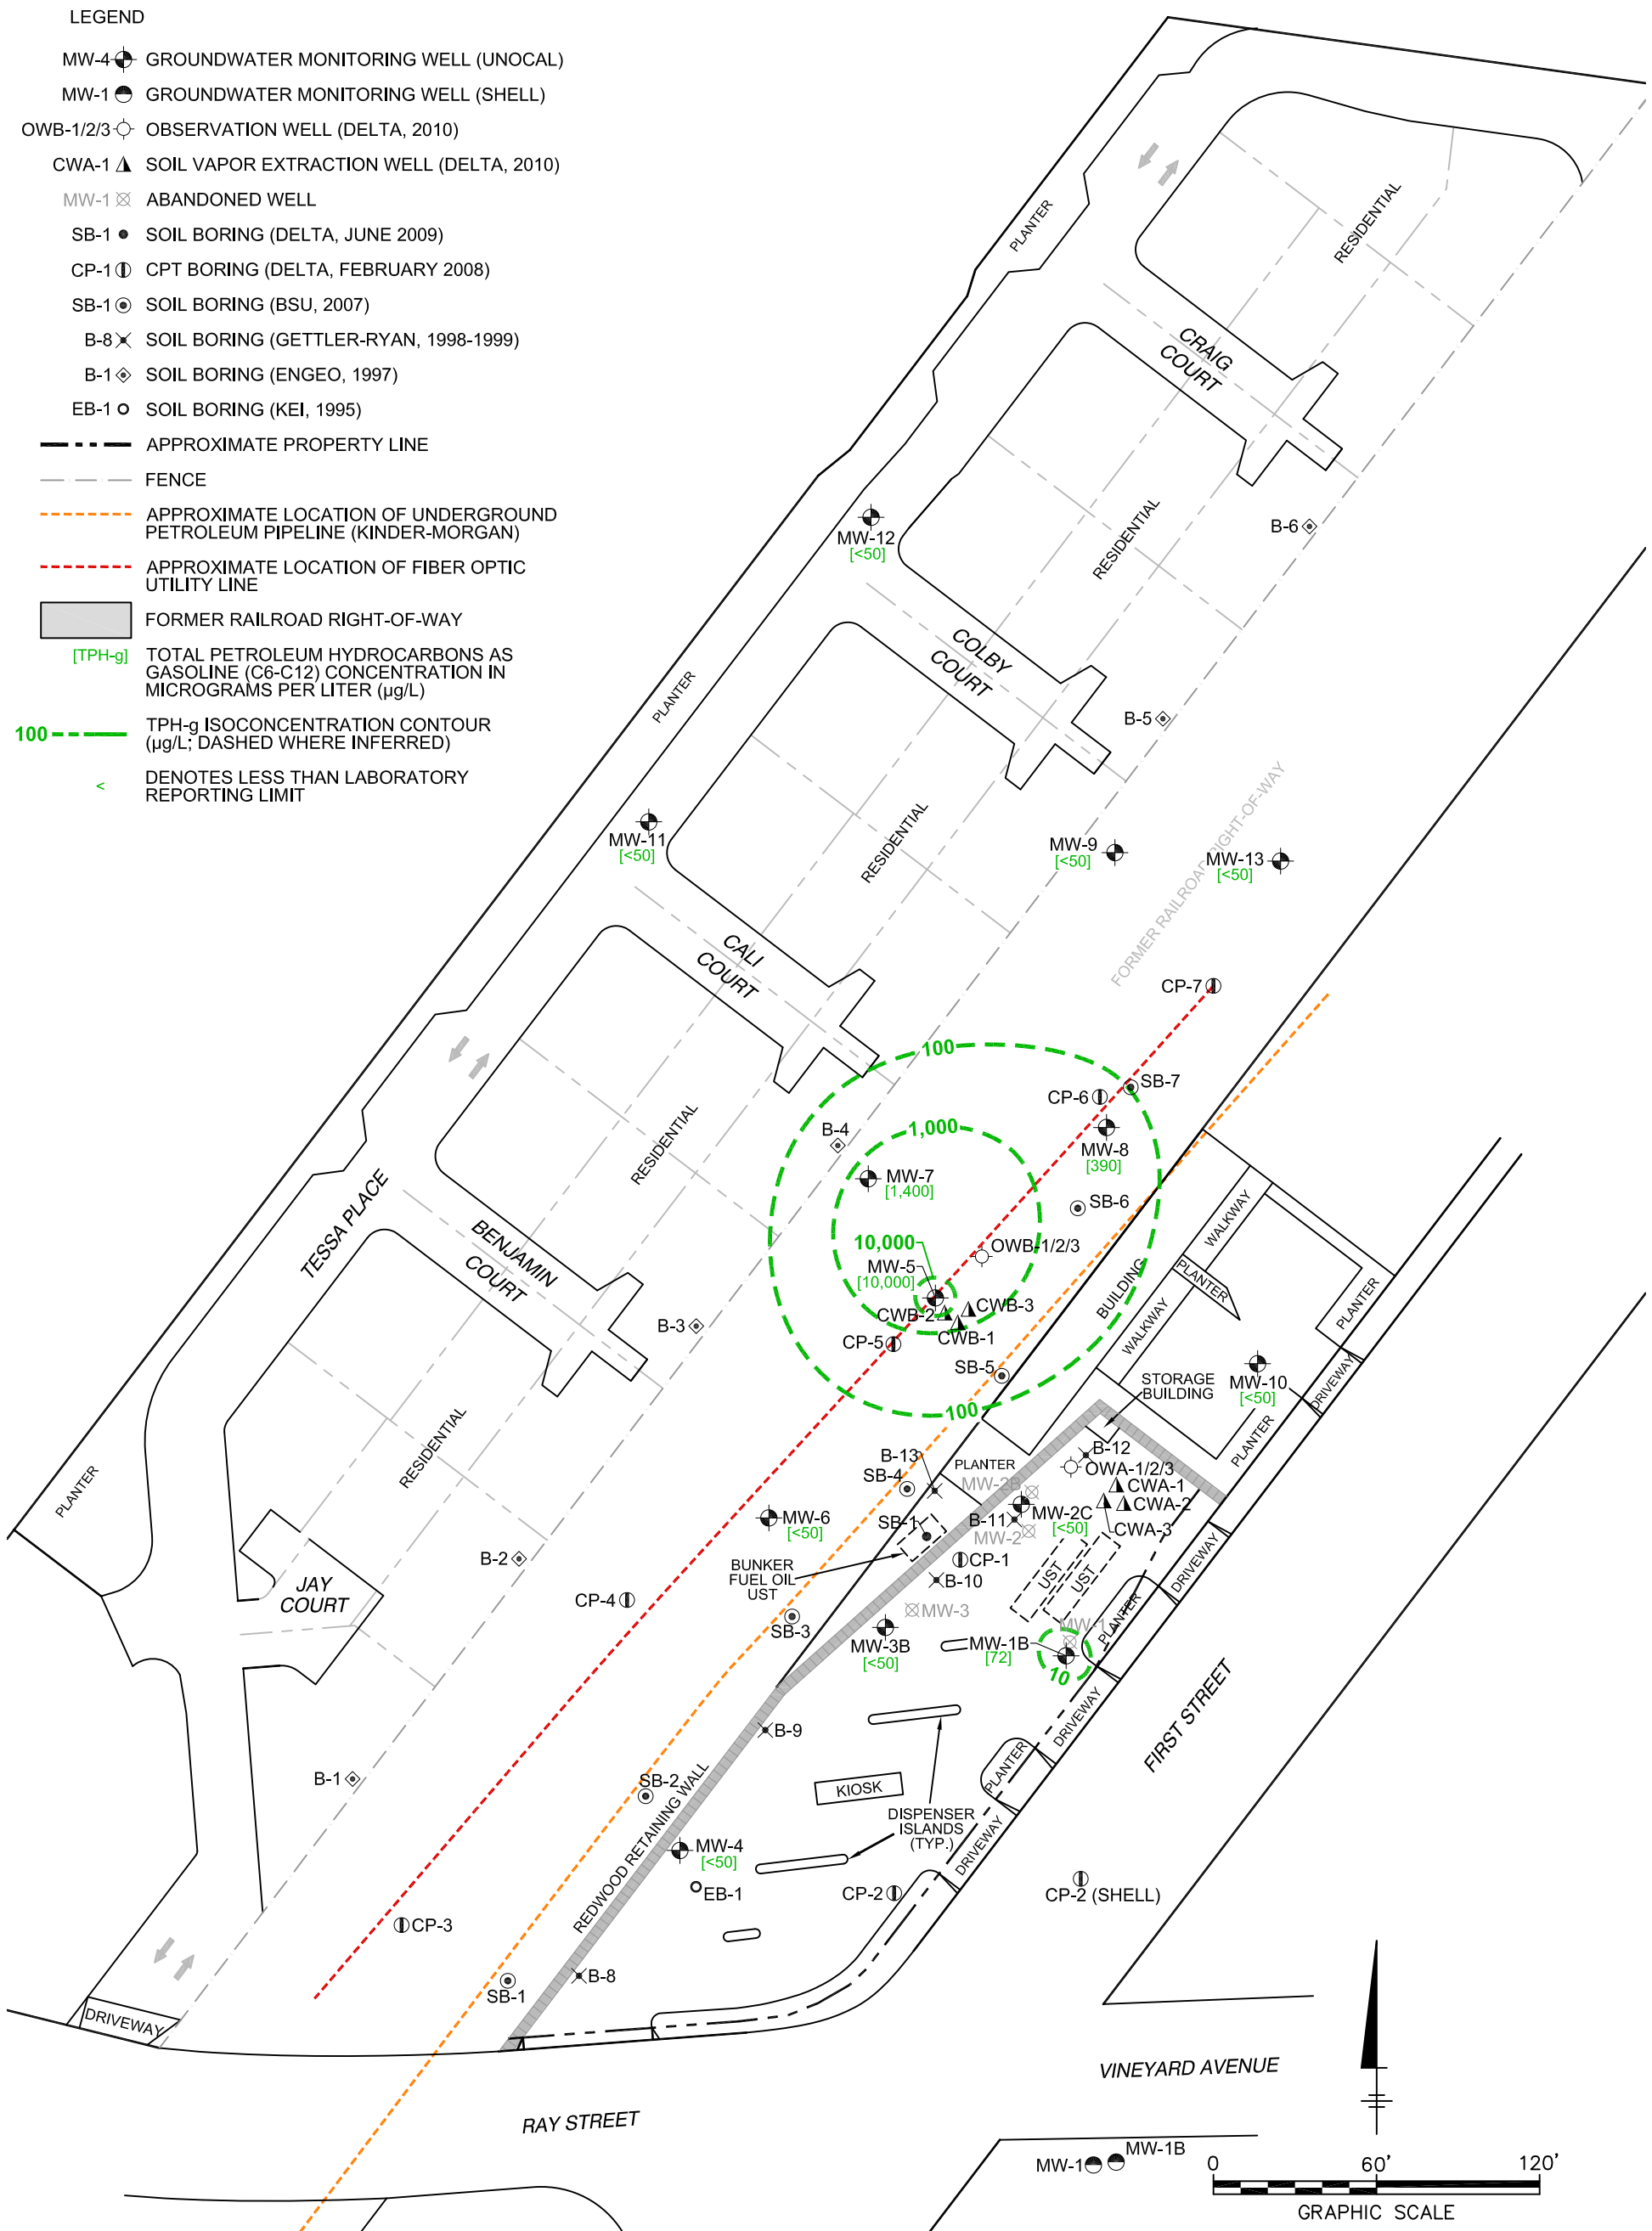 LEGEND
MW-4 GROUNDWATER MONITORING WELL (UNOCAL)
MW-1 GROUNDWATER MONITORING WELL (SHELL)
OWB-1/2/3 OBSERVATION WELL (DELTA, 2010)
CWA-1 SOIL VAPOR EXTRACTION WELL (DELTA, 2010)
MW-1 ABANDONED WELL
SB-1 SOIL BORING (DELTA, JUNE 2009)
CP-1 CPT BORING (DELTA, FEBRUARY 2008)
SB-1 SOIL BORING (BSU, 2007)
B-8 SOIL BORING (GETTLER-RYAN, 1998-1999)
B-1 SOIL BORING (ENGEO, 1997)
EB-1 SOIL BORING (KEI, 1995)
APPROXIMATE PROPERTY LINE
FENCE
APPROXIMATE LOCATION OF UNDERGROUND
PETROLEUM PIPELINE (KINDER-MORGAN)
APPROXIMATE LOCATION OF FIBER OPTIC
UTILITY LINE
FORMER RAILROAD RIGHT-OF-WAY
[TPH-g] TOTAL PETROLEUM HYDROCARBONS AS
GASOLINE (C6-C12) CONCENTRATION IN
MICROGRAMS PER LITER (µg/L)
100 TPH-g ISOCONCENTRATION CONTOUR
(µg/L; DASHED WHERE INFERRED)
< DENOTES LESS THAN LABORATORY
REPORTING LIMIT
PLANTER
RESIDENTIAL
CRAIG
COURT
MW-12
[<50]
RESIDENTIAL
B-6
COLBY
COURT
PLANTER
B-5
MW-11
[<50]
RESIDENTIAL
MW-9
[<50]
MW-13
[<50]
FORMER RAILROAD RIGHT-OF-WAY
CALI
COURT
CP-7
100
SB-7
CP-6
RESIDENTIAL
B-4
1,000
MW-8
[390]
MW-7
[1,400]
TESSA PLACE
SB-6
WALKWAY
BENJAMIN
COURT
10,000
OWB-1/2/3
MW-5
[10,000]
BUILDING
PLANTER
PLANTER
CWB-2
CWB-3
CWB-1
B-3
WALKWAY
CP-5
SB-5
STORAGE
BUILDING
MW-10
[<50]
DRIVEWAY
100
RESIDENTIAL
PLANTER
PLANTER
B-13
PLANTER
B-12
SB-4
MW-2B
OWA-1/2/3
CWA-1
CWA-2
CWA-3
MW-6
[<50]
SB-1
B-11
MW-2C
[<50]
MW-2
B-2
BUNKER
FUEL OIL
UST
CP-1
B-10
UST
UST
DRIVEWAY
JAY
COURT
CP-4
SB-3
MW-3
PLANTER
MW-3B
[<50]
MW-1
MW-1B
[72]
10
FIRST STREET
B-9
DRIVEWAY
B-1
SB-2
REDWOOD RETAINING WALL
KIOSK
PLANTER
DISPENSER
ISLANDS
(TYP.)
DRIVEWAY
MW-4
[<50]
EB-1
CP-2
CP-2 (SHELL)
CP-3
B-8
SB-1
DRIVEWAY
VINEYARD AVENUE
RAY STREET
MW-1
MW-1B
0 60' 120'
GRAPHIC SCALE